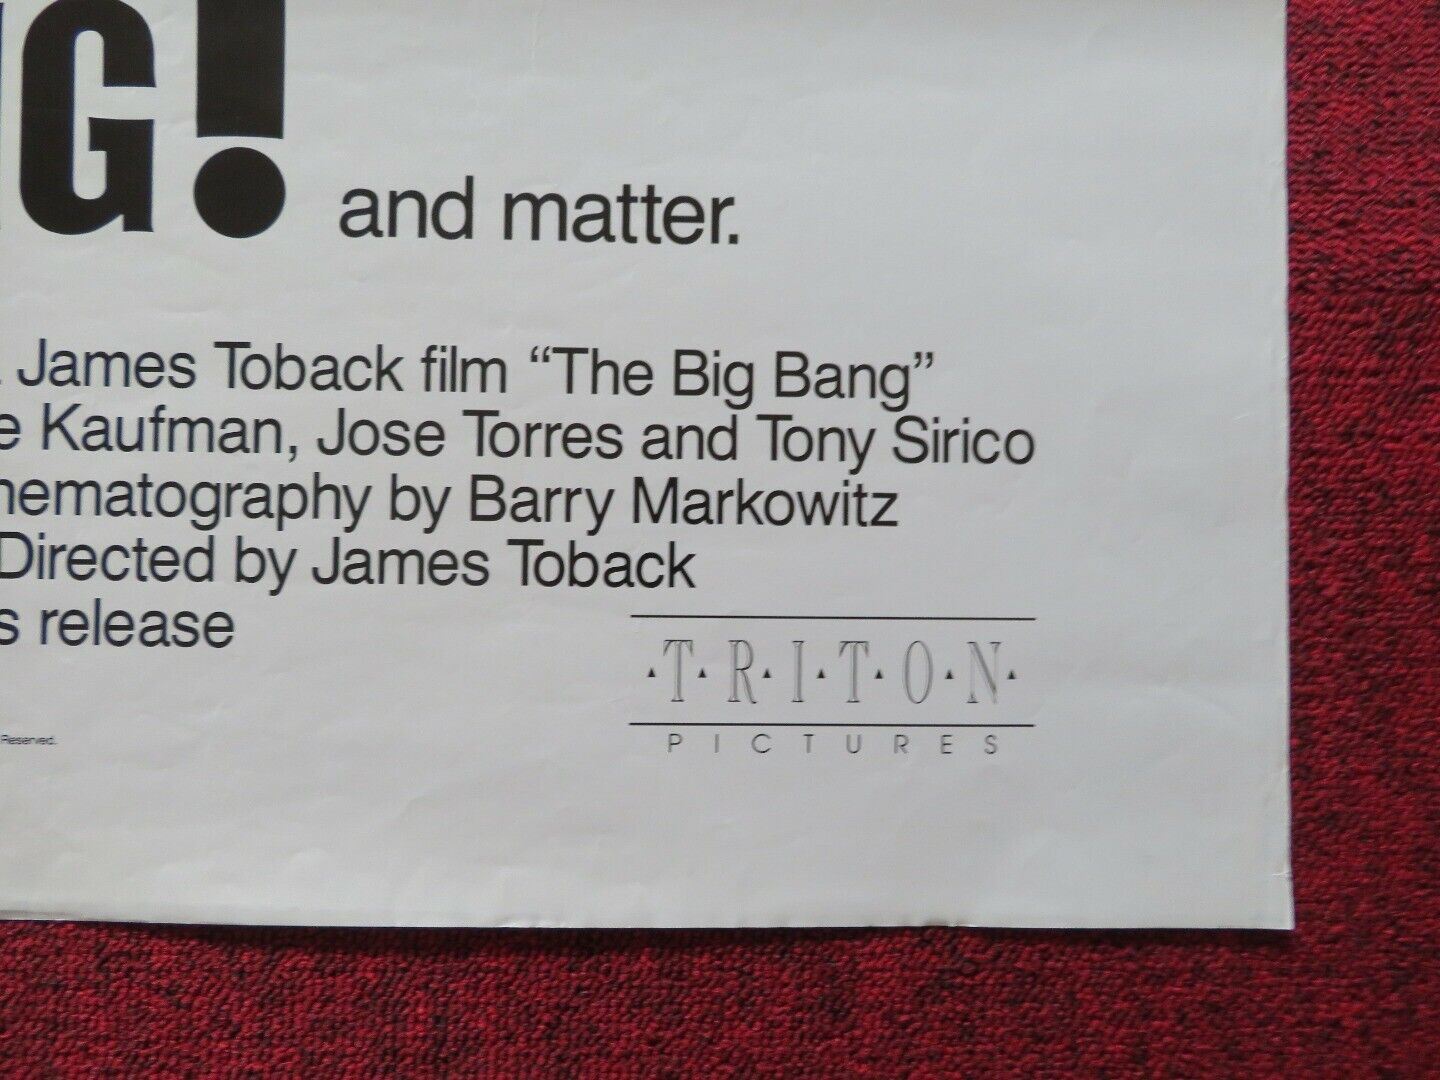 G! and matter.
James Toback film “The Big Bang”
Kaufman, Jose Torres and Tony Sirico
nematography by Barry Markowitz
Directed by James Toback
s release
·T·R·I·T·O·N·
PICTURES
Reserved.